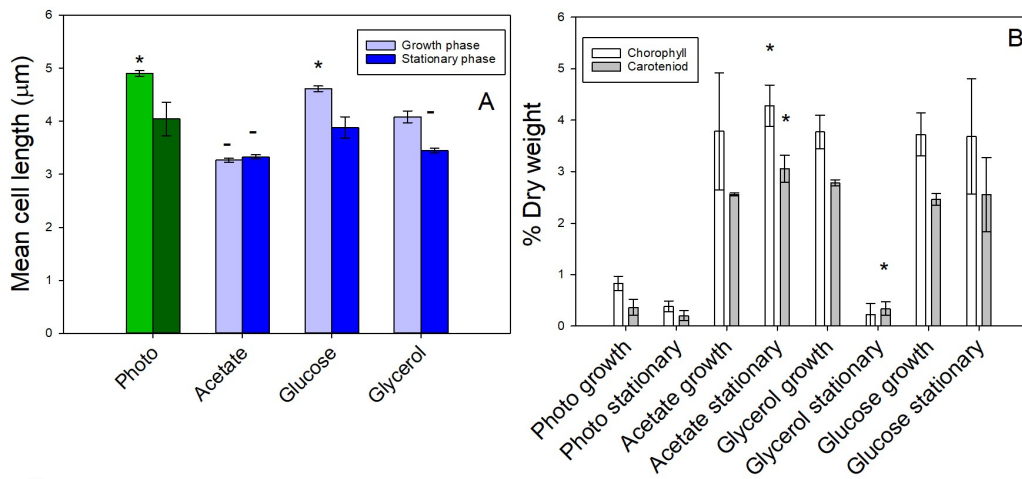 Mean cell length (μm)
6
5
4
3
2
1
0
Growth phase
Stationary phase
A
*
-
-
*
-
Photo
Acetate
Glucose
Glycerol
% Dry weight
6
5
4
3
2
1
0
Chorophyll
Caroteniod
B
*
*
*
Photo growth
Photo stationary
Acetate growth
Acetate stationary
Glycerol growth
Glycerol stationary
Glucose growth
Glucose stationary